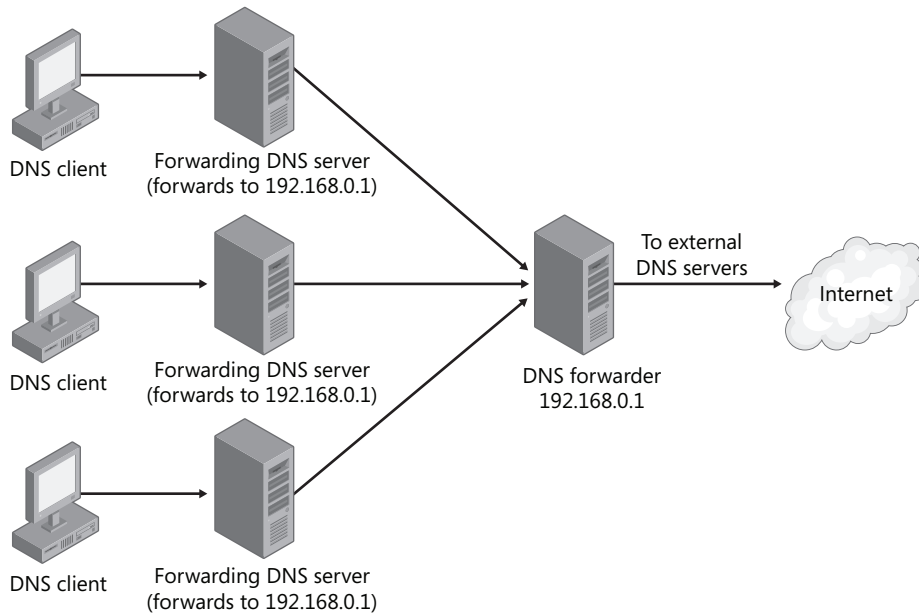 DNS client
Forwarding DNS server
(forwards to 192.168.0.1)
DNS client
Forwarding DNS server
(forwards to 192.168.0.1)
To external
DNS servers
Internet
DNS forwarder
192.168.0.1
DNS client
Forwarding DNS server
(forwards to 192.168.0.1)